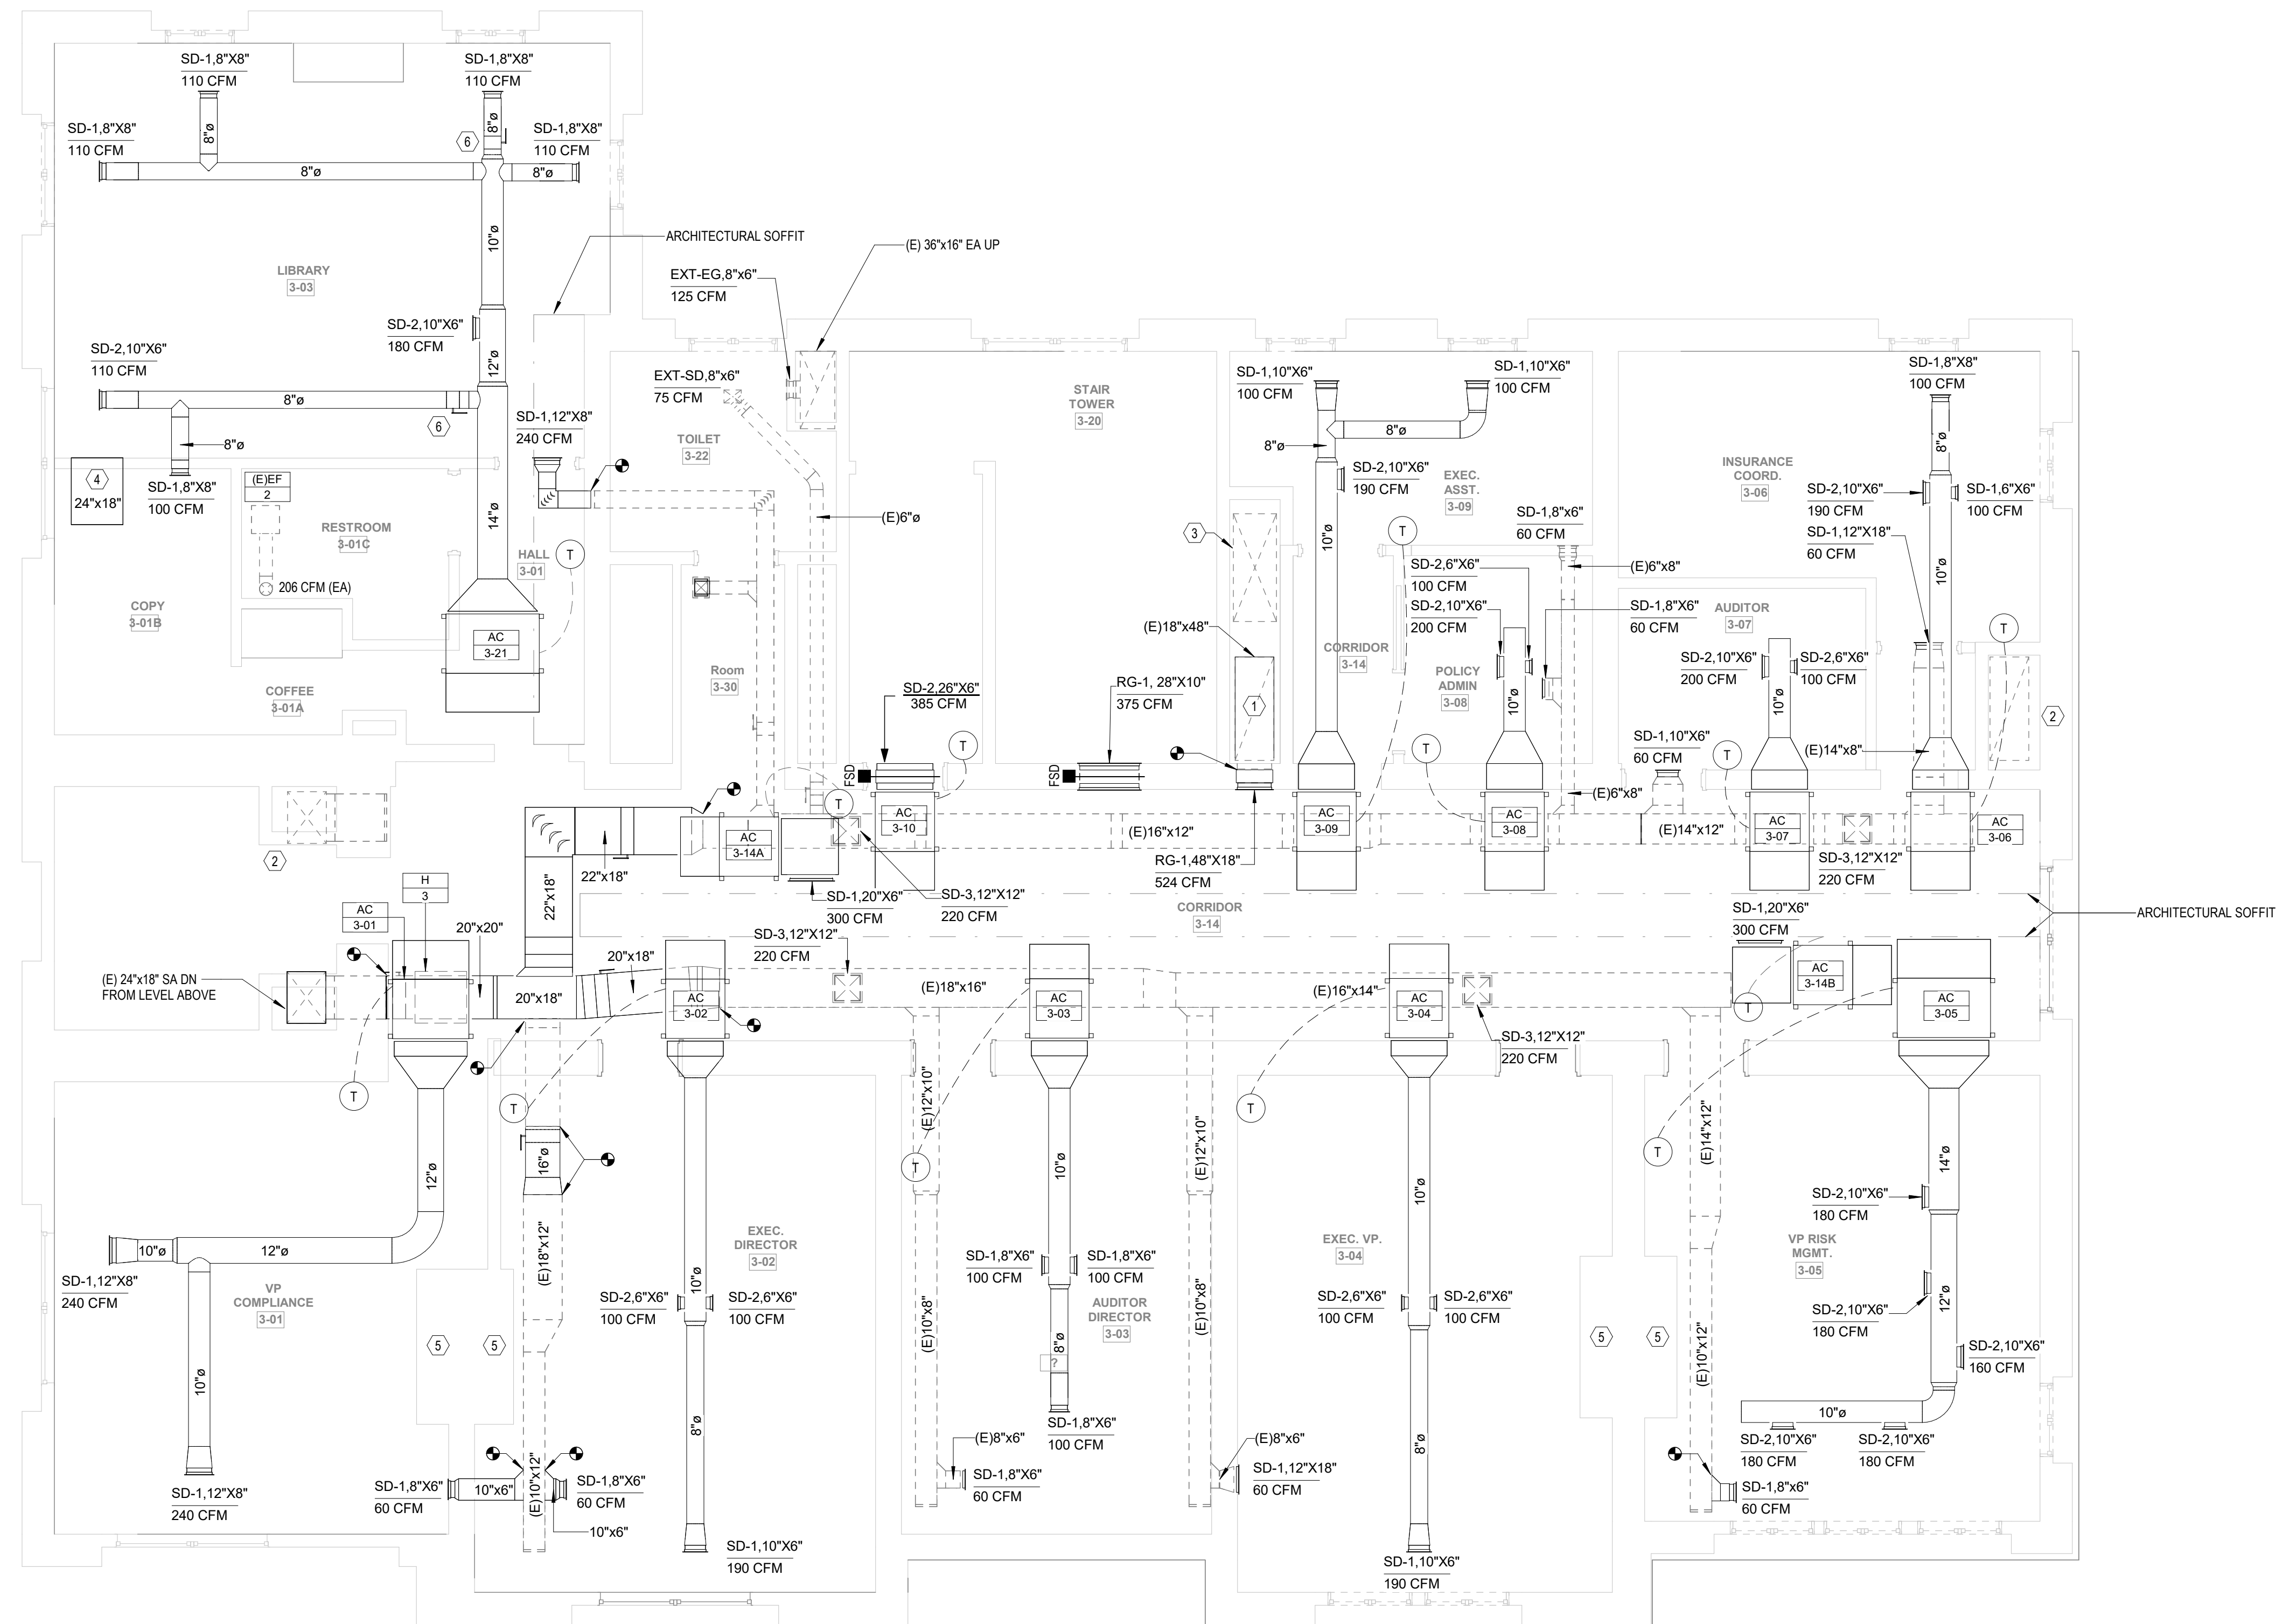 SD-1,8"X8"
110 CFM
SD-1,8"X8"
110 CFM
SD-1,8"X8"
110 CFM
SD-1,8"X8"
110 CFM
8"ø
8"ø
6
8"ø
8"ø
10"ø
ARCHITECTURAL SOFFIT
(E) 36"x16" EA UP
LIBRARY
3-03
EXT-EG,8"x6"
125 CFM
SD-2,10"X6"
180 CFM
SD-2,10"X6"
110 CFM
12"ø
8"ø
6
8"ø
EXT-SD,8"x6"
75 CFM
SD-1,12"X8"
240 CFM
TOILET
3-22
STAIR
TOWER
3-20
SD-1,10"X6"
100 CFM
SD-1,10"X6"
100 CFM
8"ø
8"ø
SD-2,10"X6"
190 CFM
EXEC.
ASST.
3-09
SD-1,8"X8"
100 CFM
8"ø
INSURANCE
COORD.
3-06
SD-2,10"X6"
190 CFM
SD-1,6"X6"
100 CFM
SD-1,12"X18"
60 CFM
4
24"x18"
SD-1,8"X8"
100 CFM
(E)EF
2
RESTROOM
3-01C
206 CFM (EA)
14"ø
HALL
3-01
T
(E)6"ø
3
10"ø
T
SD-1,8"x6"
60 CFM
(E)6"x8"
SD-2,6"X6"
100 CFM
SD-2,10"X6"
200 CFM
SD-1,8"X6"
60 CFM
AUDITOR
3-07
10"ø
T
COPY
3-01B
COFFEE
3-01A
AC
3-21
Room
3-30
(E)18"x48"
CORRIDOR
3-14
POLICY
ADMIN
3-08
10"ø
SD-2,10"X6"
200 CFM
SD-2,6"X6"
100 CFM
10"ø
SD-2,26"X6"
385 CFM
RG-1, 28"X10"
375 CFM
1
2
T
T
SD-1,10"X6"
60 CFM
T
(E)14"x8"
FSD
FSD
(E)6"x8"
T
AC
3-14A
AC
3-10
(E)16"x12"
AC
3-09
AC
3-08
(E)14"x12"
AC
3-07
AC
3-06
2
22"x18"
22"x18"
RG-1,48"X18"
524 CFM
SD-3,12"X12"
220 CFM
H
3
AC
3-01
20"x20"
SD-1,20"X6"
300 CFM
SD-3,12"X12"
220 CFM
CORRIDOR
3-14
SD-1,20"X6"
300 CFM
ARCHITECTURAL SOFFIT
SD-3,12"X12"
220 CFM
(E) 24"x18" SA DN
FROM LEVEL ABOVE
20"x18"
20"x18"
AC
3-02
(E)18"x16"
AC
3-03
(E)16"x14"
AC
3-04
AC
3-14B
AC
3-05
T
SD-3,12"X12"
220 CFM
T
T
T
T
T
(E)12"x10"
(E)12"x10"
(E)14"x12"
12"ø
16"ø
10"ø
10"ø
14"ø
SD-2,10"X6"
180 CFM
10"ø
12"ø
(E)18"x12"
EXEC.
DIRECTOR
3-02
EXEC. VP.
3-04
VP RISK
MGMT.
3-05
SD-1,12"X8"
240 CFM
VP
COMPLIANCE
3-01
10"ø
SD-1,8"X6"
100 CFM
SD-1,8"X6"
100 CFM
SD-2,6"X6"
100 CFM
SD-2,6"X6"
100 CFM
AUDITOR
DIRECTOR
3-03
SD-2,6"X6"
100 CFM
SD-2,6"X6"
100 CFM
SD-2,10"X6"
180 CFM
12"ø
5
5
(E)10"x8"
8"ø
?
(E)10"x8"
5
5
(E)10"x12"
SD-2,10"X6"
160 CFM
10"ø
8"ø
SD-1,8"X6"
100 CFM
8"ø
10"ø
SD-2,10"X6"
180 CFM
SD-2,10"X6"
180 CFM
(E)8"x6"
(E)8"x6"
SD-1,8"X6"
60 CFM
10"x6"
(E)10"x12"
SD-1,8"X6"
60 CFM
10"x6"
SD-1,8"X6"
60 CFM
SD-1,12"X18"
60 CFM
SD-1,8"x6"
60 CFM
SD-1,12"X8"
240 CFM
SD-1,10"X6"
190 CFM
SD-1,10"X6"
190 CFM